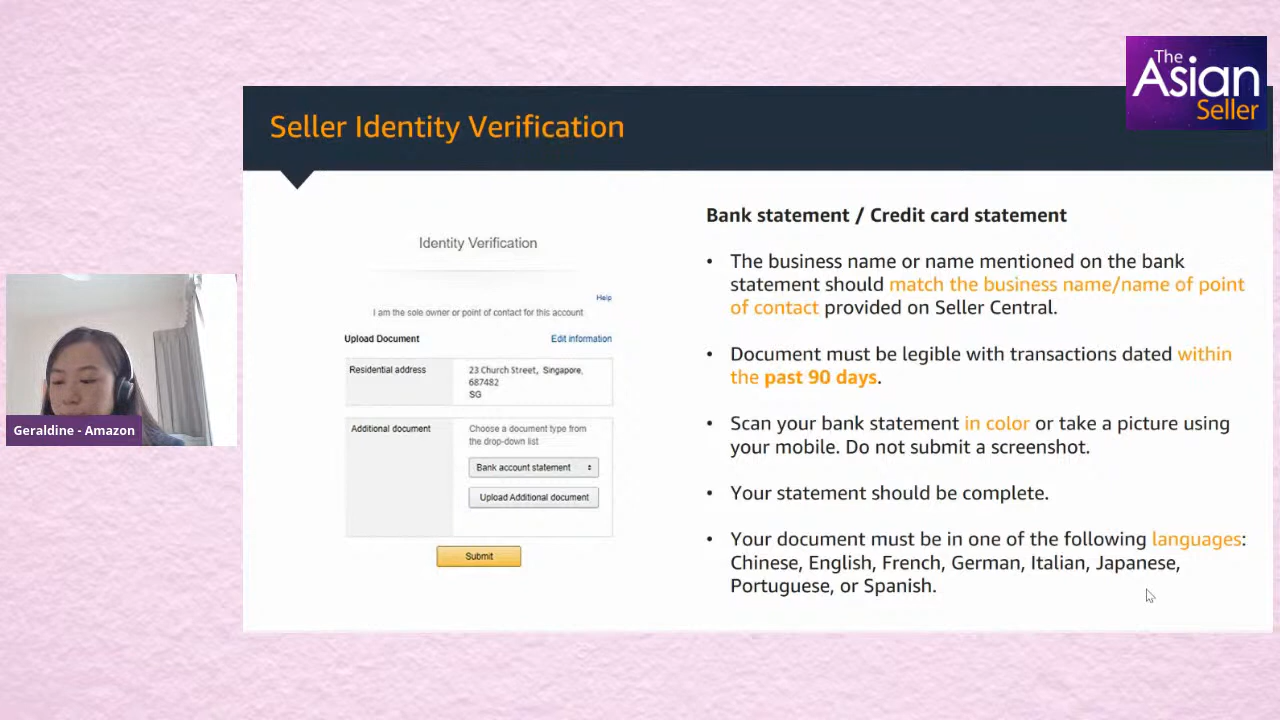 The
Asian
Seller
Seller Identity Verification
Identity Verification
Help
I am the sole owner or point of contact for this account
Upload Document
Edit information
Residential address
23 Church Street, Singapore,
687482
SG
Additional document
Choose a document type from
the drop-down list
Bank account statement
Upload Additional document
Submit
Bank statement / Credit card statement
• The business name or name mentioned on the bank
statement should match the business name/name of point
of contact provided on Seller Central.
• Document must be legible with transactions dated within
the past 90 days.
• Scan your bank statement in color or take a picture using
your mobile. Do not submit a screenshot.
• Your statement should be complete.
• Your document must be in one of the following languages:
Chinese, English, French, German, Italian, Japanese,
Portuguese, or Spanish.
Geraldine - Amazon